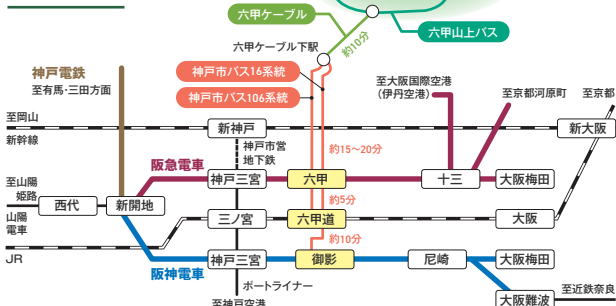 六甲ケーブル
六甲山上バス
約10分
六甲ケーブル下駅
神戸電鉄
至有馬・三田方面
神戸市バス16系統
神戸市バス106系統
至大阪国際空港
（伊丹空港）
至京都河原町
至京都
至岡山
新幹線
新神戸
新大阪
神戸市営
地下鉄
約15〜20分
阪急電車
神戸三宮
六甲
十三
大阪梅田
至山陽
姫路
西代
新開地
約5分
山陽
電車
三ノ宮
六甲道
大阪
約10分
JR
阪神電車
神戸三宮
御影
尼崎
大阪梅田
ポートライナー
至神戸空港
至近鉄奈良
大阪難波